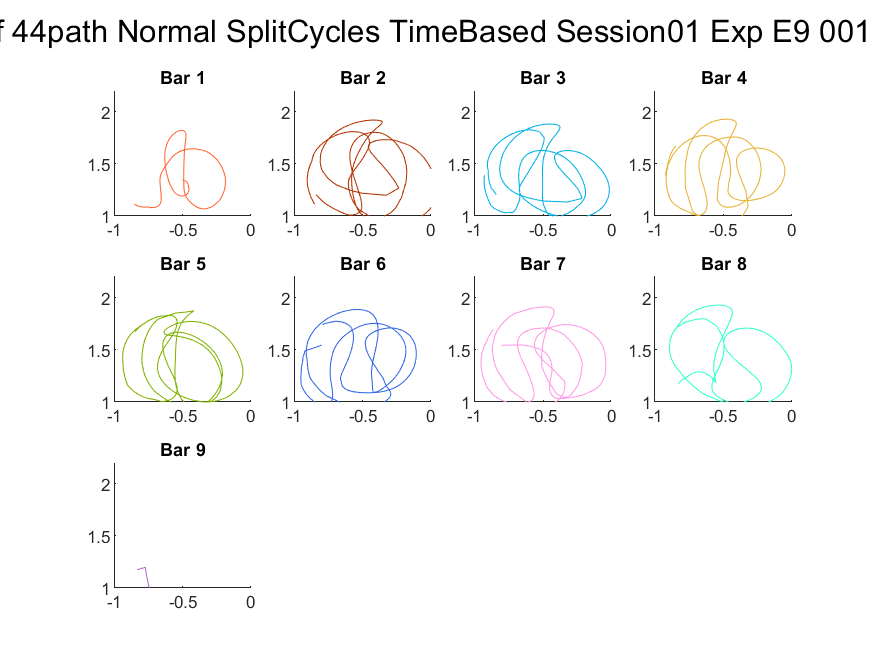 44path Normal SplitCycles TimeBased Session01 Exp E9 001
Bar 1 Bar 2 Bar 3 Bar 4
2 2 2 2
1.5 1.5 1.5 1.5
1 1 1 1
-1 -0.5 0 -1 -0.5 0 -1 -0.5 0 -1 -0.5 0
Bar 5 Bar 6 Bar 7 Bar 8
2 2 2 2
1.5 1.5 1.5 1.5
1 1 1 1
-1 -0.5 0 -1 -0.5 0 -1 -0.5 0 -1 -0.5 0
Bar 9
2
1.5
1
-1 -0.5 0